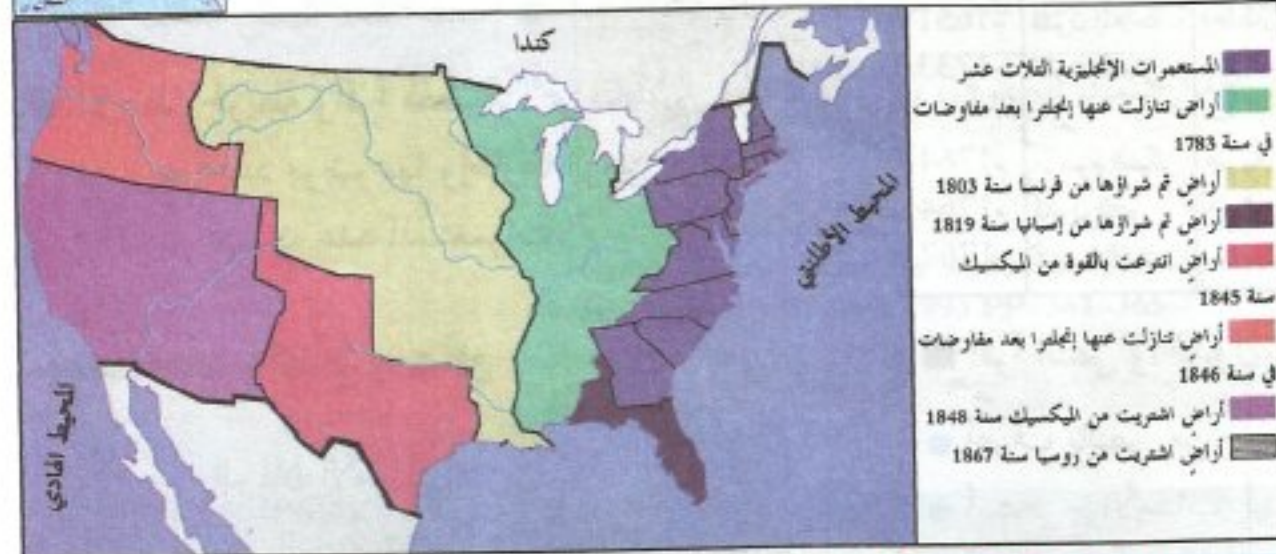 كندا
المحيط الأطلنتي
المحيط الهادي
المستعمرات الإنجليزية الثلاث عشر
أراض تنازلت عنها إنجلترا بعد مفاوضات
في سنة 1783
أراضٍ تم شراؤها من فرنسا سنة 1803
أراضٍ تم شراؤها من إسبانيا سنة 1819
أراضٍ انتزعت بالقوة من الميكسيك
سنة 1845
أراضٍ تنازلت عنها إنجلترا بعد مفاوضات
في سنة 1846
أراضٍ اشتريت من الميكسيك سنة 1848
أراضٍ اشتريت من روسيا سنة 1867